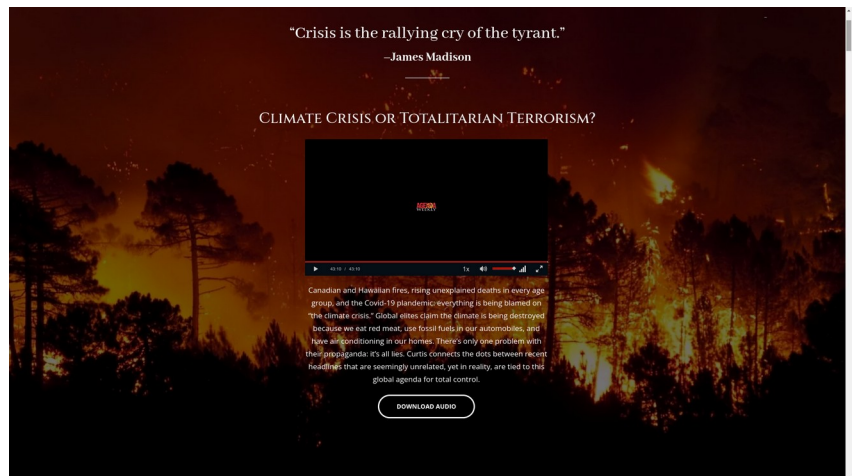 “Crisis is the rallying cry of the tyrant.”
–James Madison
Climate Crisis or Totalitarian Terrorism?
43:10 / 43:10
1x
Canadian and Hawaiian fires, rising unexplained deaths in every age
group, and the Covid-19 plandemic: everything is being blamed on
“the climate crisis.” Global elites claim the climate is being destroyed
because we eat red meat, use fossil fuels in our automobiles, and
have air conditioning in our homes. There’s only one problem with
their propaganda: it’s all lies. Curtis connects the dots between recent
headlines that are seemingly unrelated, yet in reality, are tied to this
global agenda for total control.
DOWNLOAD AUDIO